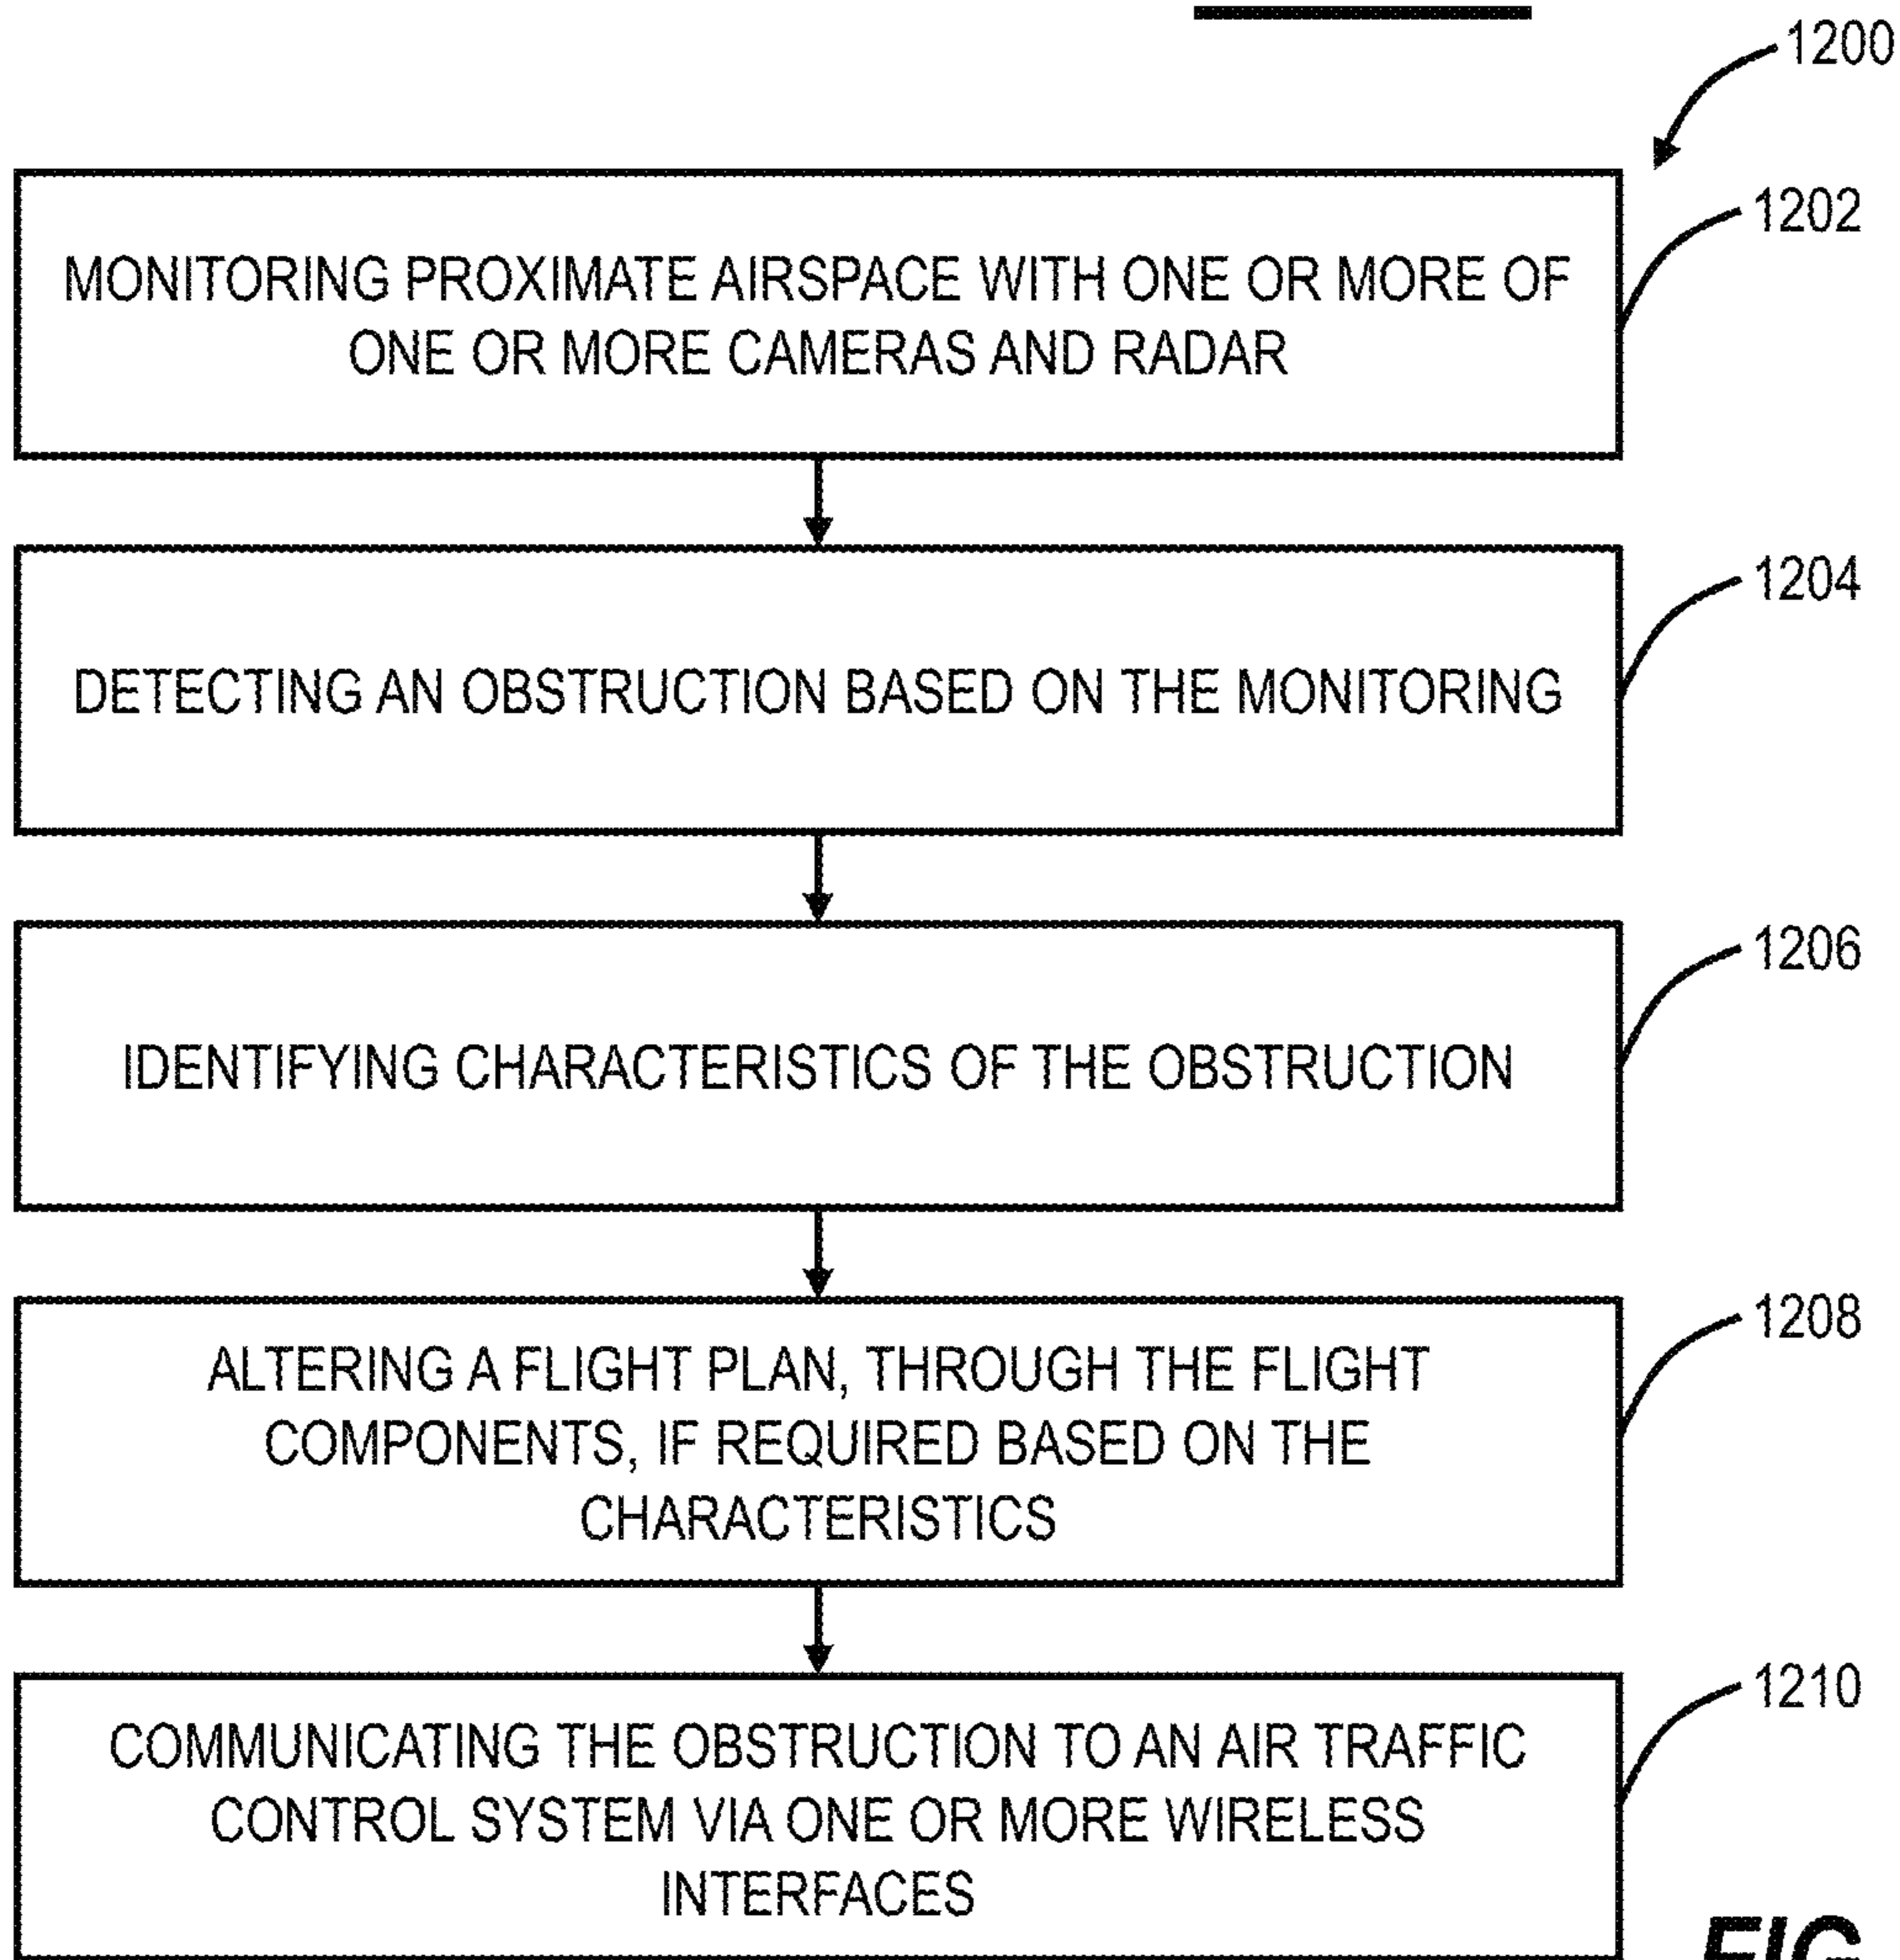 1200
1202
MONITORING PROXIMATE AIRSPACE WITH ONE OR MORE OF
ONE OR MORE CAMERAS AND RADAR
1204
DETECTING AN OBSTRUCTION BASED ON THE MONITORING
1206
IDENTIFYING CHARACTERISTICS OF THE OBSTRUCTION
1208
ALTERING A FLIGHT PLAN, THROUGH THE FLIGHT
COMPONENTS, IF REQUIRED BASED ON THE
CHARACTERISTICS
1210
COMMUNICATING THE OBSTRUCTION TO AN AIR TRAFFIC
CONTROL SYSTEM VIA ONE OR MORE WIRELESS
INTERFACES
FIG